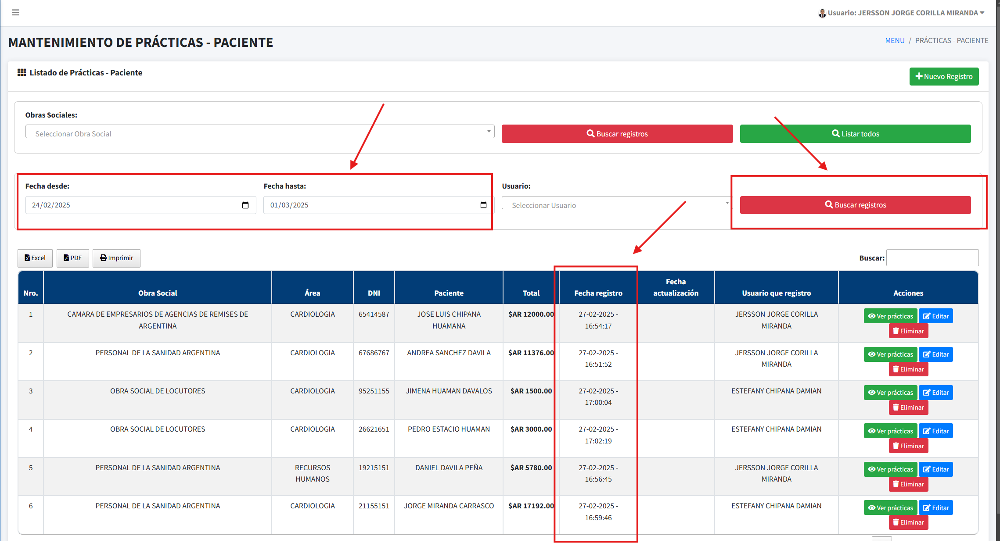 Usuario: JERSSON JORGE CORILLA MIRANDA
MANTENIMIENTO DE PRÁCTICAS - PACIENTE
MENU / PRÁCTICAS - PACIENTE
Listado de Prácticas - Paciente
Nuevo Registro
Obras Sociales:
Seleccionar Obra Social
Buscar registros
Listar todos
Fecha desde:
Fecha hasta:
Usuario:
24/02/2025
01/03/2025
Seleccionar Usuario
Buscar registros
Excel
PDF
Imprimir
Buscar:
Nro.
Obra Social
Área
DNI
Paciente
Total
Fecha registro
Fecha
actualización
Usuario que registro
Acciones
1
CAMARA DE EMPRESARIOS DE AGENCIAS DE REMISES DE
ARGENTINA
CARDIOLOGIA
65414587
JOSE LUIS CHIPANA
HUAMANA
$AR 12000.00
27-02-2025 -
16:54:17
JERSSON JORGE CORILLA
MIRANDA
Ver prácticas
Editar
Eliminar
2
PERSONAL DE LA SANIDAD ARGENTINA
CARDIOLOGIA
67686767
ANDREA SANCHEZ DAVILA
$AR 11376.00
27-02-2025 -
16:51:52
JERSSON JORGE CORILLA
MIRANDA
Ver prácticas
Editar
Eliminar
3
OBRA SOCIAL DE LOCUTORES
CARDIOLOGIA
95251155
JIMENA HUAMAN DAVALOS
$AR 1500.00
27-02-2025 -
17:00:04
ESTEFANY CHIPANA DAMIAN
Ver prácticas
Editar
Eliminar
4
OBRA SOCIAL DE LOCUTORES
CARDIOLOGIA
26621651
PEDRO ESTACIO HUAMAN
$AR 3000.00
27-02-2025 -
17:02:19
ESTEFANY CHIPANA DAMIAN
Ver prácticas
Editar
Eliminar
5
PERSONAL DE LA SANIDAD ARGENTINA
RECURSOS
HUMANOS
19215151
DANIEL DAVILA PEÑA
$AR 5780.00
27-02-2025 -
16:56:45
JERSSON JORGE CORILLA
MIRANDA
Ver prácticas
Editar
Eliminar
6
PERSONAL DE LA SANIDAD ARGENTINA
CARDIOLOGIA
21155151
JORGE MIRANDA CARRASCO
$AR 17192.00
27-02-2025 -
16:59:46
ESTEFANY CHIPANA DAMIAN
Ver prácticas
Editar
Eliminar